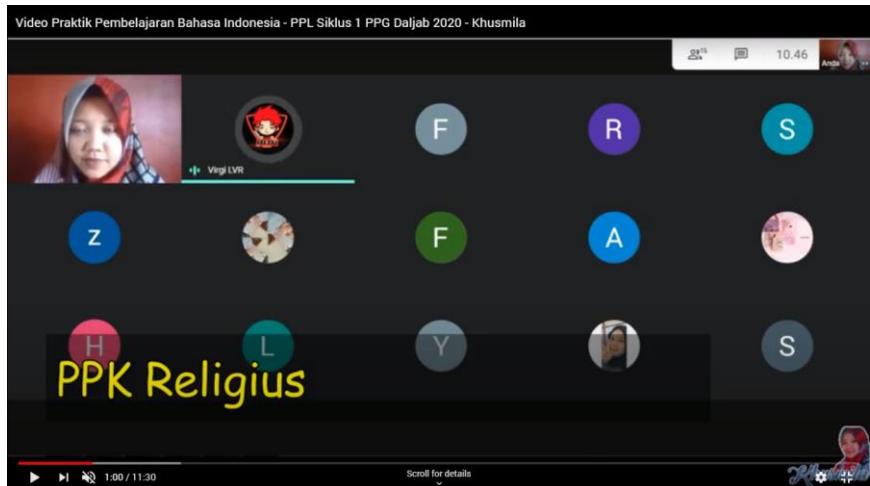 Video Praktik Pembelajaran Bahasa Indonesia - PPL Siklus 1 PPG Daljab 2020 - Khusmila
15 10.46 Anda
Virgi LVR F R S
Z F A
H L Y S
PPK Religius
1:00 / 11:30 Scroll for details